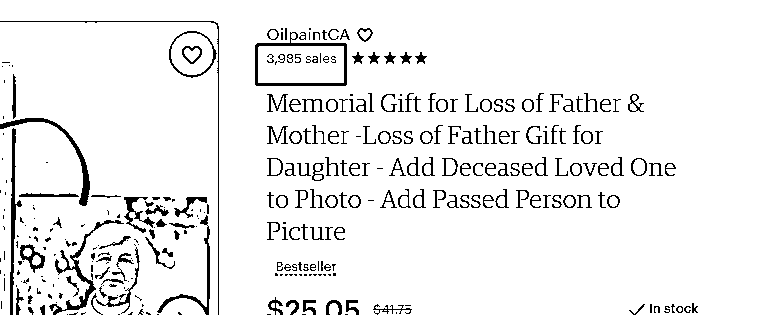 OilpaintCA
3,985 sales ★★★★★
Memorial Gift for Loss of Father &
Mother -Loss of Father Gift for
Daughter - Add Deceased Loved One
to Photo - Add Passed Person to
Picture
Bestseller
$25.05 $41.75 ✓ In stock